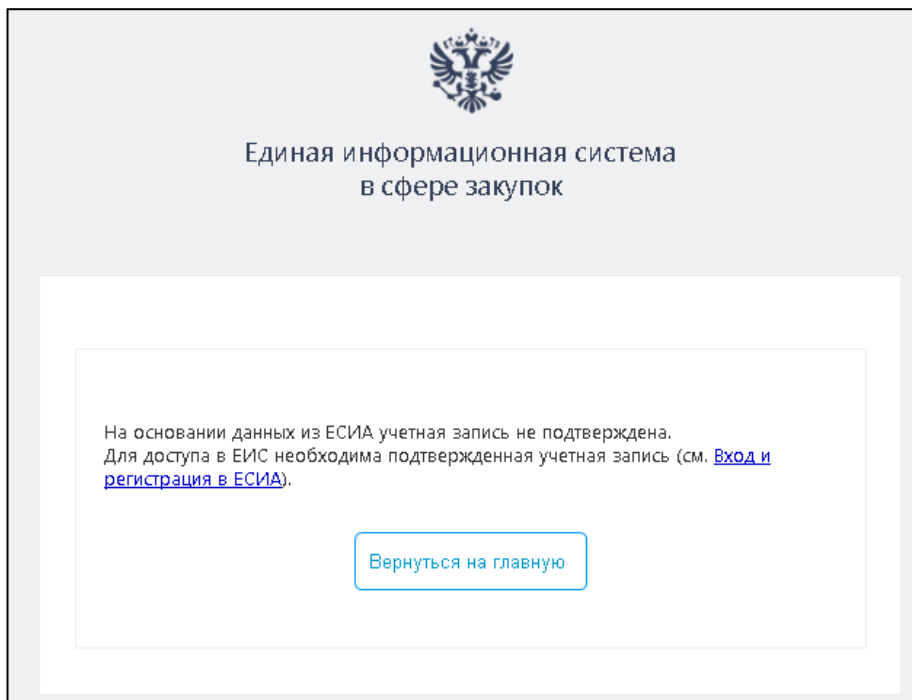 Единая информационная система
в сфере закупок
На основании данных из ЕСИА учетная запись не подтверждена.
Для доступа в ЕИС необходима подтвержденная учетная запись (см. Вход и
регистрация в ЕСИА).
Вернуться на главную